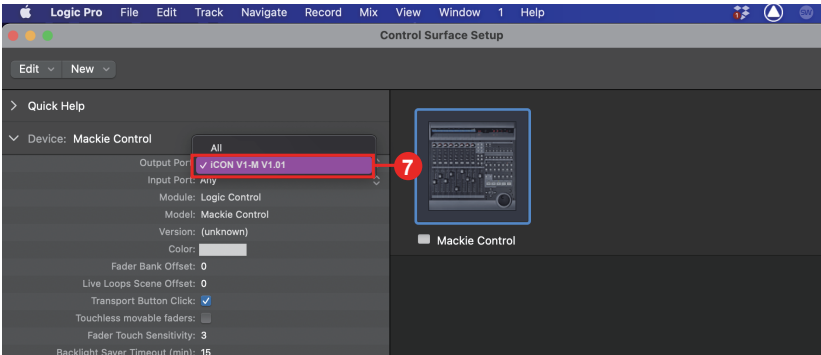 Logic Pro File Edit Track Navigate Record Mix View Window 1 Help
Control Surface Setup
Edit New
Quick Help
Device: Mackie Control
All
Output Port
✓ iCON V1-M V1.01
7
Input Port: Any
Module: Logic Control
Model: Mackie Control
Version: (unknown)
Color:
Fader Bank Offset: 0
Live Loops Scene Offset: 0
Transport Button Click:
Touchless movable faders:
Fader Touch Sensitivity: 3
Backlight Saver Timeout (min): 15
Mackie Control